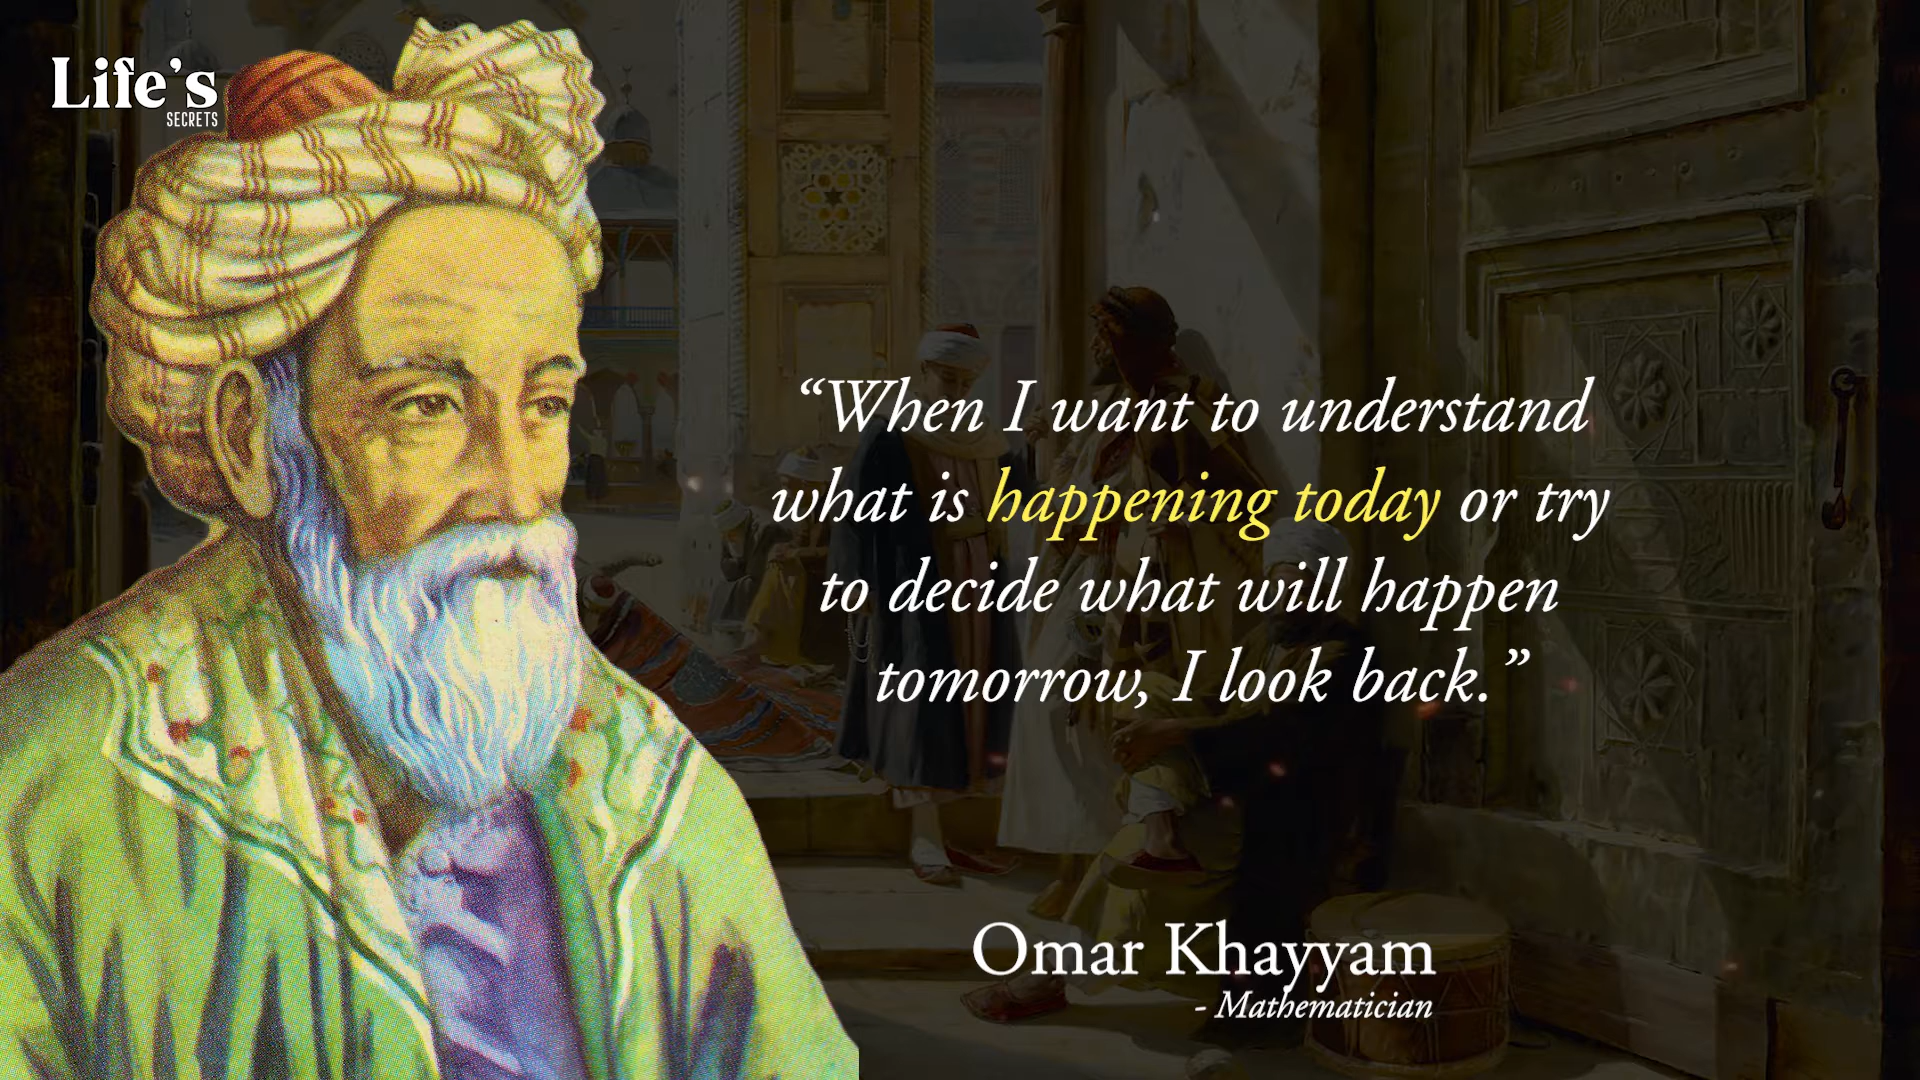 Life's
SECRETS
“When I want to understand
what is happening today or try
to decide what will happen
tomorrow, I look back.”
Omar Khayyam
- Mathematician